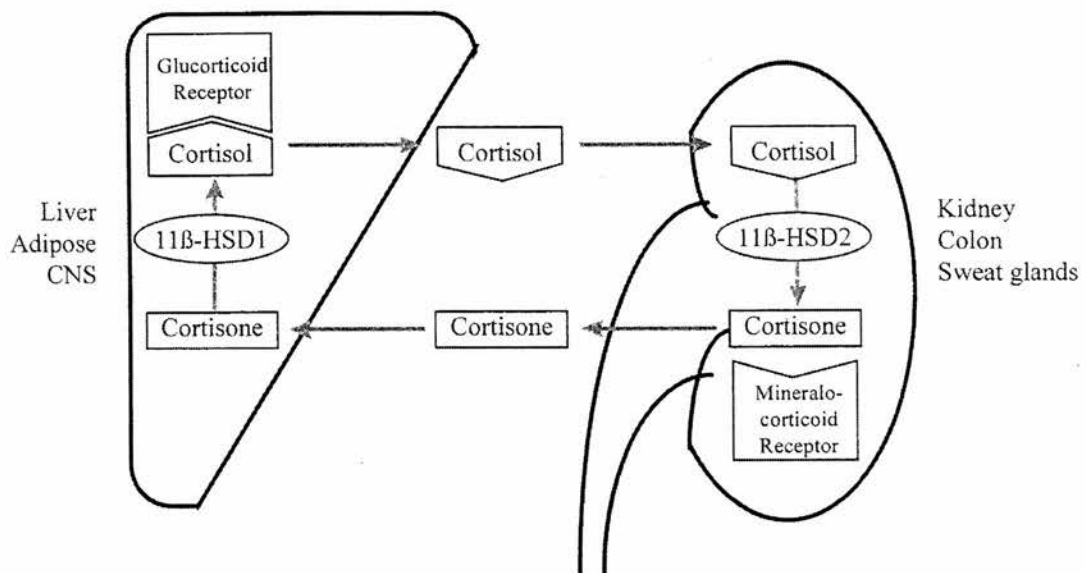 Glucorticoid
Receptor
Cortisol
11ß-HSD1
Cortisone
Liver
Adipose
CNS
Cortisol
Cortisone
Cortisol
11ß-HSD2
Cortisone
Mineralo-
corticoid
Receptor
Kidney
Colon
Sweat glands